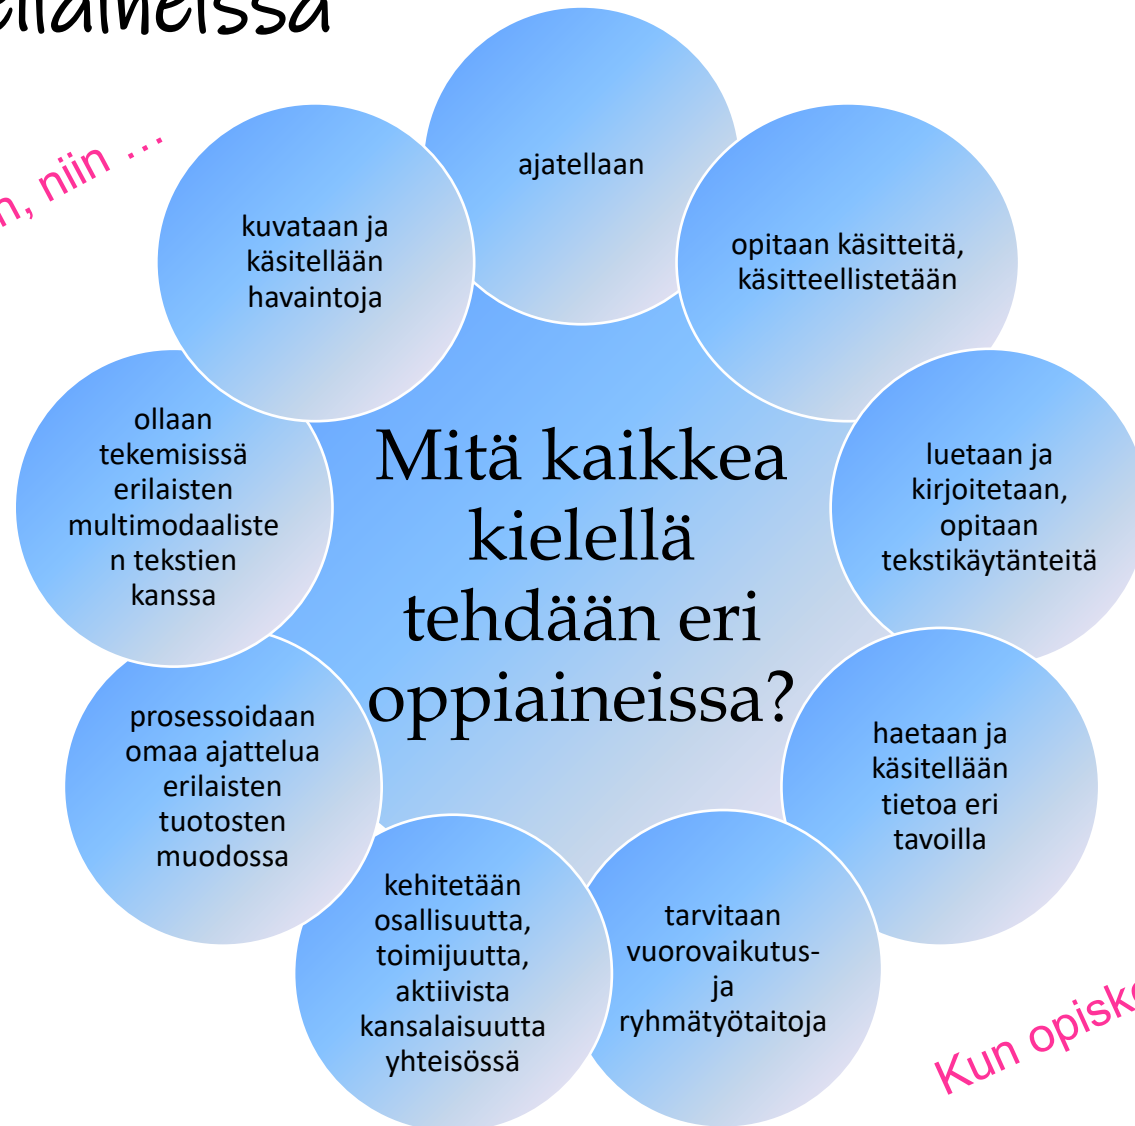 n, niin …
ajatellaan
kuvataan ja
käsitellään
havaintoja
opitaan käsitteitä,
käsitteellistetään
ollaan
tekemisissä
erilaisten
multimodaaliste
n tekstien
kanssa
Mitä kaikkea
kielellä
tehdään eri
oppiaineissa?
luetaan ja
kirjoitetaan,
opitaan
tekstikäytänteitä
prosessoidaan
omaa ajattelua
erilaisten
tuotosten
muodossa
haetaan ja
käsitellään
tietoa eri
tavoilla
kehitetään
osallisuutta,
toimijuutta,
aktiivista
kansalaisuutta
yhteisössä
tarvitaan
vuorovaikutus-
ja
ryhmätyötaitoja
Kun opisk